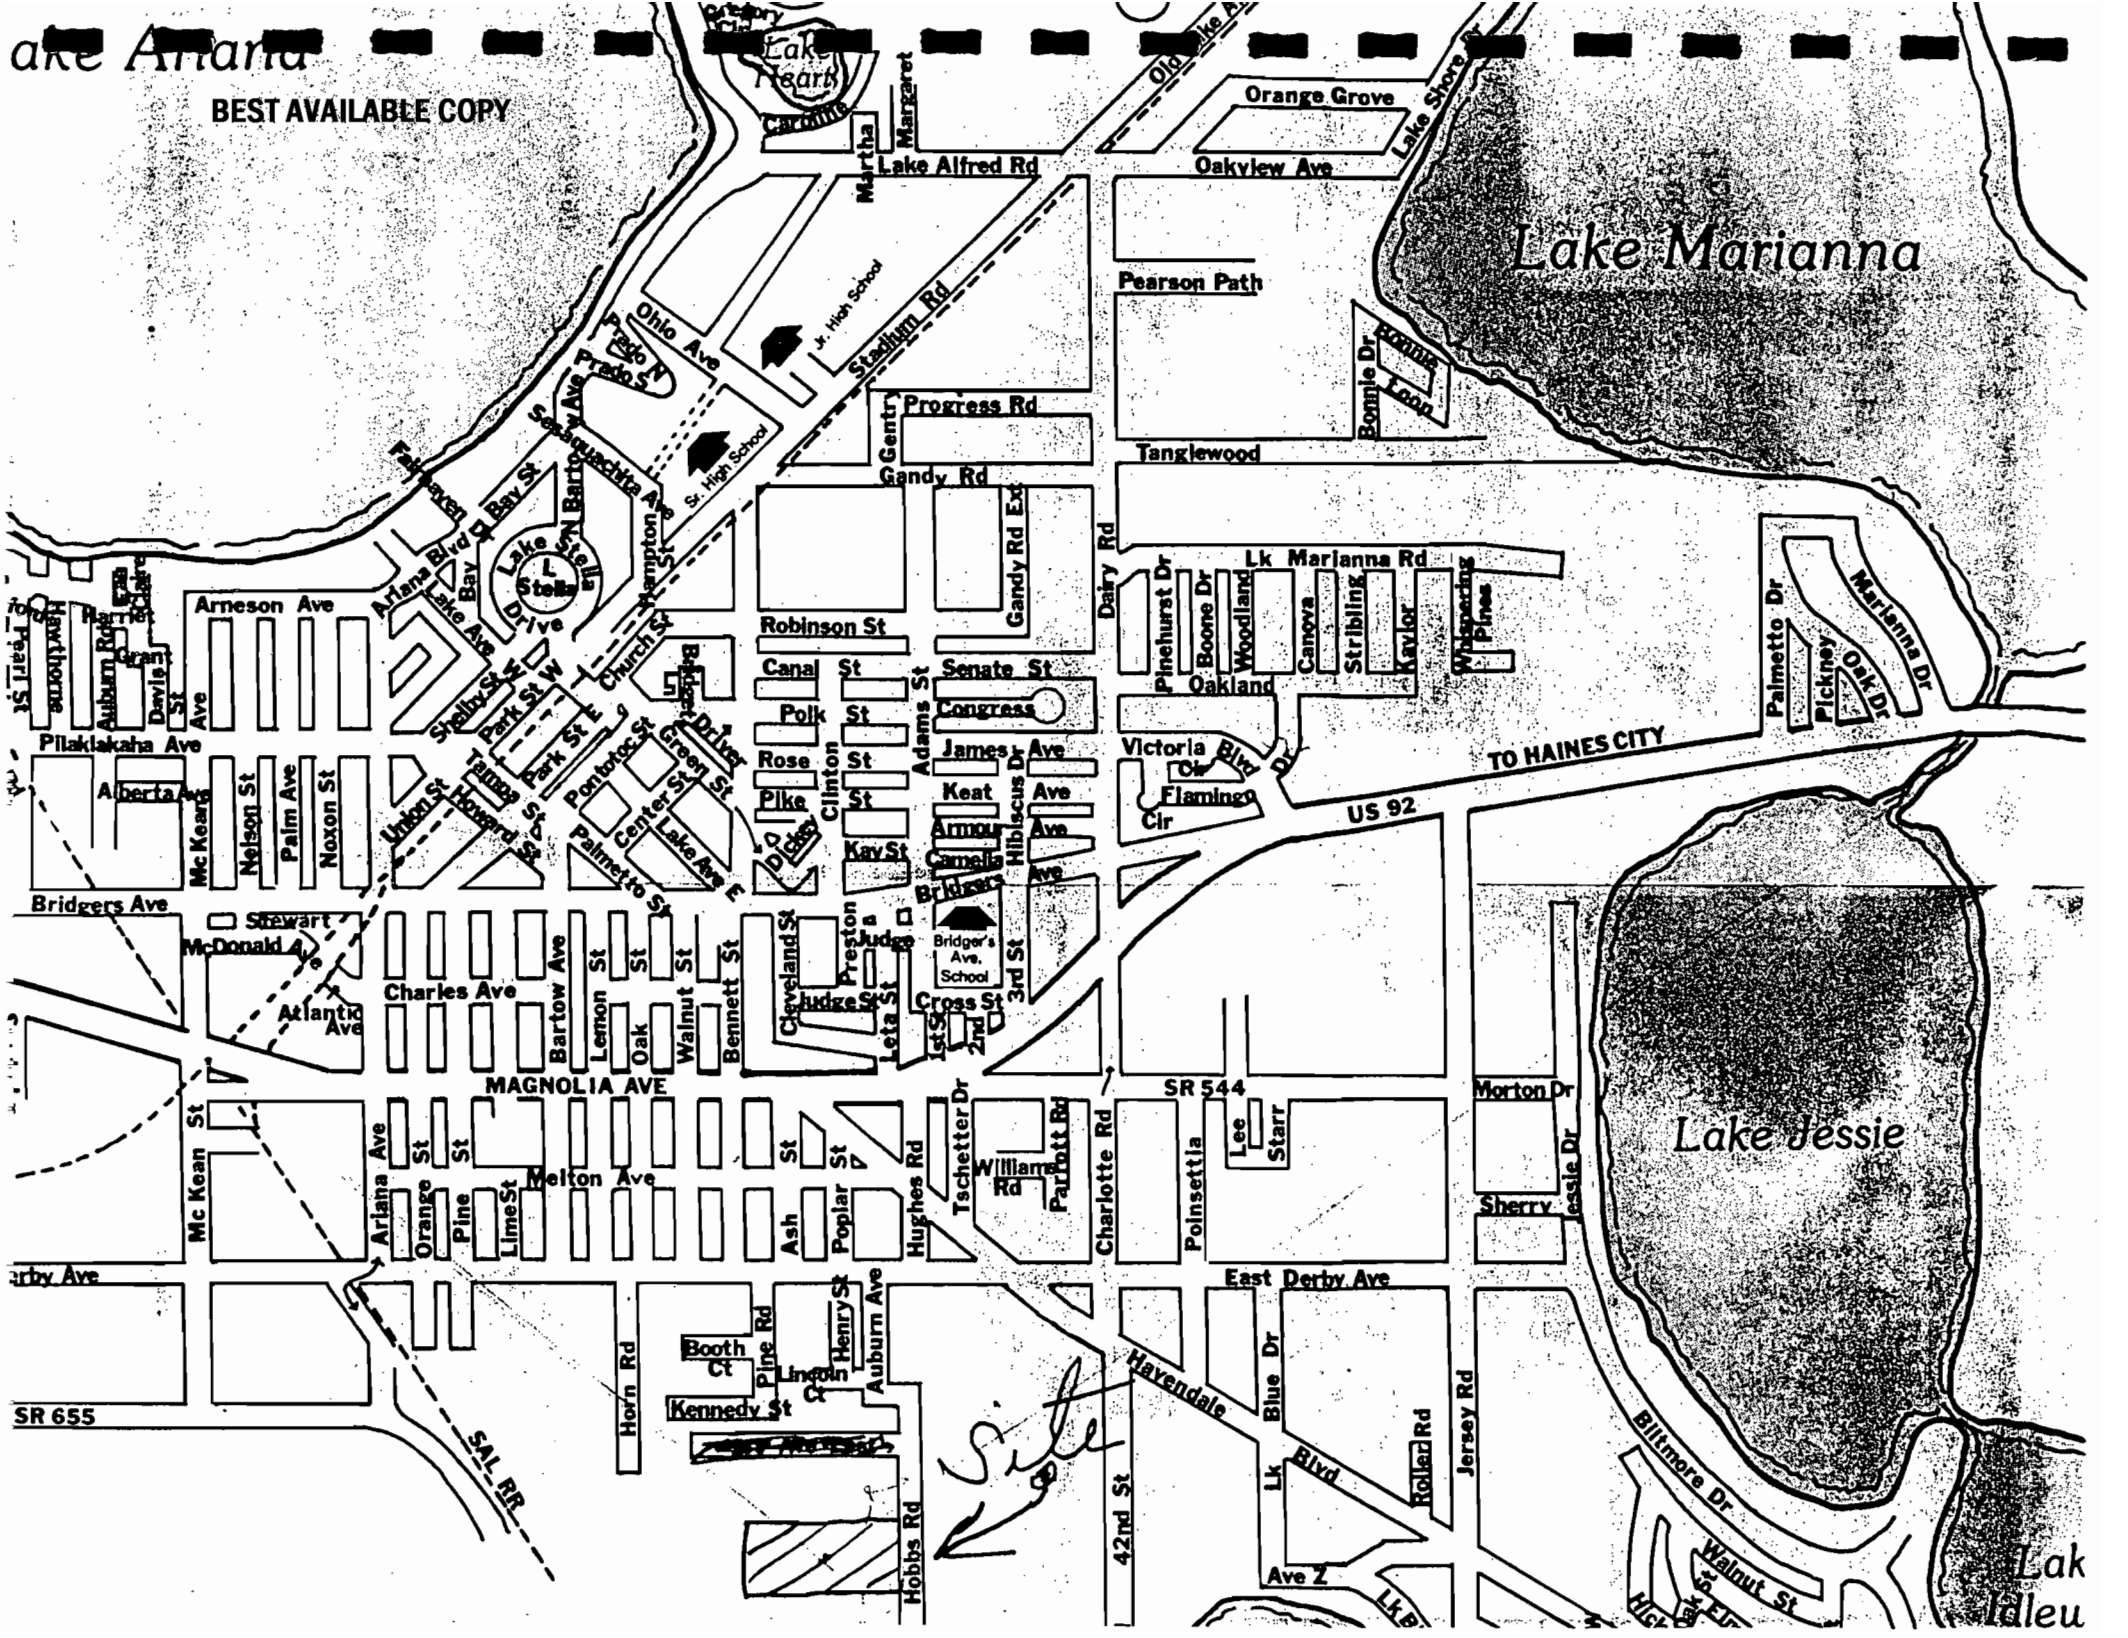 Lake
Hearts
BEST AVAILABLE COPY
Caroline
Martha
Margaret
Lake Alfred Rd
Orange Grove
Lake Shore Dr
Oakview Ave
Lake Marianna
Pearson Path
Jr. High School
Stadium Rd
Ohio Ave
Prado N
Prado S
Bonnie Dr
Bonnie
Loop
Gentry
Progress Rd
Sesaquachita Ave
N Bartow Ave
Sr. High School
Tanglewood
Gandy Rd
Fairhaven
Bay St
Gandy Rd Ext
Dairy Rd
Hampton St
Lk Marianna Rd
Lake Stella
Drive
L
Stella
Bay
Ariana Blvd
Lake Ave W
Claire
Harriet
Hawthorne
Pearl St
Auburn Rd
Grant
Davis St
Arneson Ave
Robinson St
Church St
Pinehurst Dr
Boone Dr
Woodland
Canova
Stribling
Kaylor
Whispering
Pines
Palmetto Dr
Pickney
Oak Dr
Marianna Dr
Canal St
Senate St
Oakland
Shelby St
Park St W
Park St E
Polk St
Congress
Adams St
Pilaklakaha Ave
Tampa St
Pontotoc St
Green St
Driver
Rose St
James Ave
Victoria
Cir
Blvd
Dr
TO HAINES CITY
Alberta Ave
McKean
Ave
Nelson St
Palm Ave
Noxon St
Union St
Howard St
Center St
Pike St
Clinton
Keat Ave
Hibiscus Dr
Flamingo
Cir
US 92
Armour Ave
Dickey
Kay St
Camelia
Palmetto St
Lake Ave E
Bridgers Ave
Bridgers Ave
Stewart
McDonald Ave
Preston
Judge
Bridger's
Ave.
School
3rd St
Charles Ave
Atlantic
Ave
Bartow Ave
Lemon St
Oak St
Walnut St
Bennett St
Cleveland St
Judge St
Leta St
Cross St
1st St
2nd
MAGNOLIA AVE
SR 544
Morton Dr
Lake Jessie
Mc Kean St
Ariana Ave
Orange St
Pine St
Lime St
Melton Ave
Ash St
Poplar St
Hughes Rd
Tschetter Dr
Williams
Rd
Parrott Rd
Charlotte Rd
Poinsettia
Lee
Starr
Sherry
Jessie Dr
East Derby Ave
Horn Rd
Booth
Ct
Pine Rd
Henry St
Auburn Ave
Lincoln
Ct
Kennedy St
Havendale Blvd
Lk Blue Dr
Jersey Rd
Roller Rd
SR 655
SAL RR
Site
Hobbs Rd
42nd St
Ave Z
Biltmore Dr
Walnut St